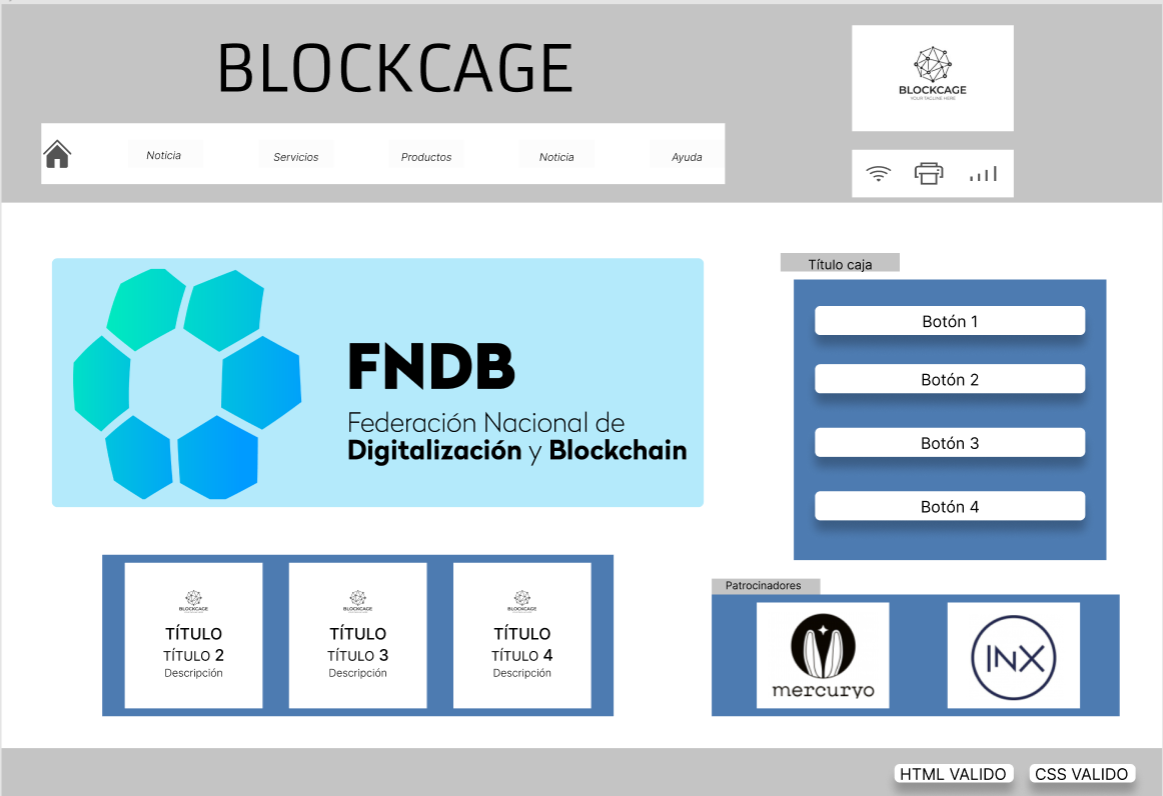 BLOCKCAGE
BLOCKCAGE
YOUR TAGLINE HERE
Noticia
Servicios
Productos
Noticia
Ayuda
FNDB
Federación Nacional de
Digitalización y Blockchain
Título caja
Botón 1
Botón 2
Botón 3
Botón 4
BLOCKCAGE
TÍTULO
TÍTULO 2
Descripción
BLOCKCAGE
TÍTULO
TÍTULO 3
Descripción
BLOCKCAGE
TÍTULO
TÍTULO 4
Descripción
Patrocinadores
mercuryo
INX
HTML VALIDO
CSS VALIDO